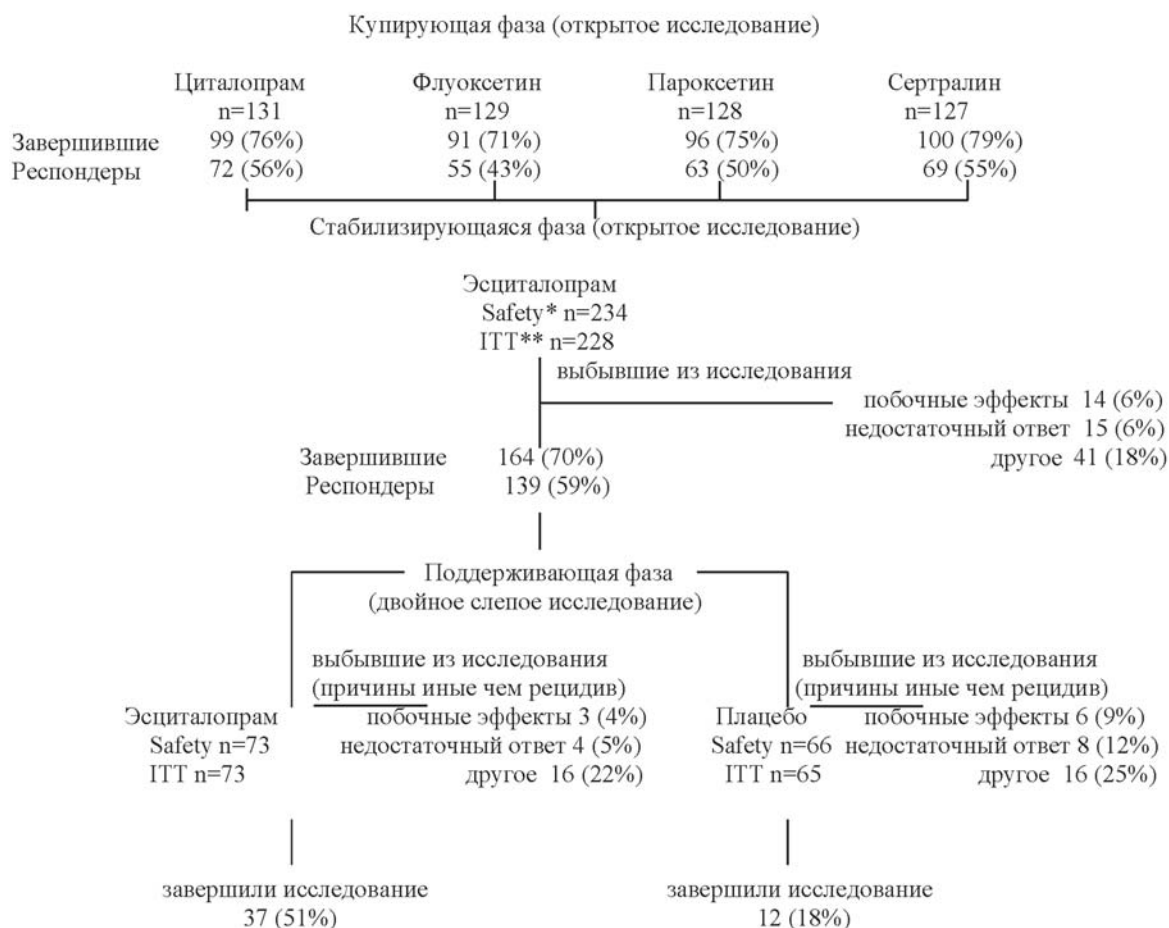 Купирующая фаза (открытое исследование)
Циталопрам Флуоксетин Пароксетин Сертралин
n=131 n=129 n=128 n=127
Завершившие 99 (76%) 91 (71%) 96 (75%) 100 (79%)
Респондеры 72 (56%) 55 (43%) 63 (50%) 69 (55%)
Стабилизирующаяся фаза (открытое исследование)
Эсциталопрам
Safety* n=234
ITT** n=228
выбывшие из исследования
побочные эффекты 14 (6%)
недостаточный ответ 15 (6%)
другое 41 (18%)
Завершившие 164 (70%)
Респондеры 139 (59%)
Поддерживающая фаза
(двойное слепое исследование)
выбывшие из исследования
(причины иные чем рецидив)
Эсциталопрам
Safety n=73
ITT n=73
побочные эффекты 3 (4%)
недостаточный ответ 4 (5%)
другое 16 (22%)
завершили исследование
37 (51%)
выбывшие из исследования
(причины иные чем рецидив)
Плацебо
Safety n=66
ITT n=65
побочные эффекты 6 (9%)
недостаточный ответ 8 (12%)
другое 16 (25%)
завершили исследование
12 (18%)